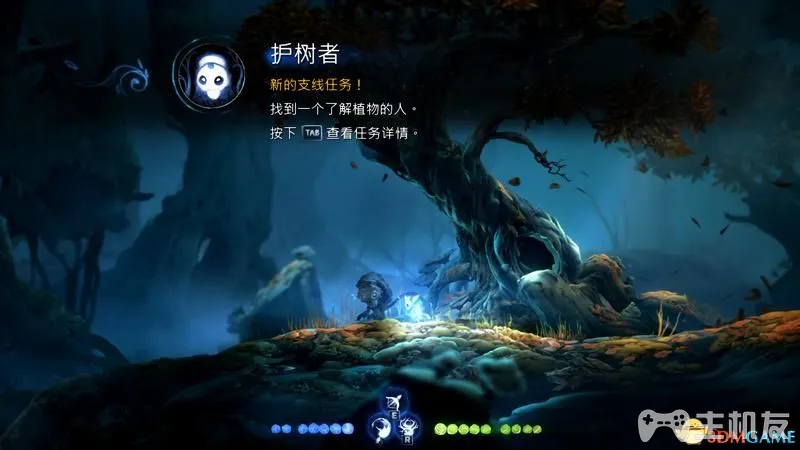 护树者
新的支线任务！
找到一个了解植物的人。
按下 TAB 查看任务详情。
E
R
主机友
3DMGAME